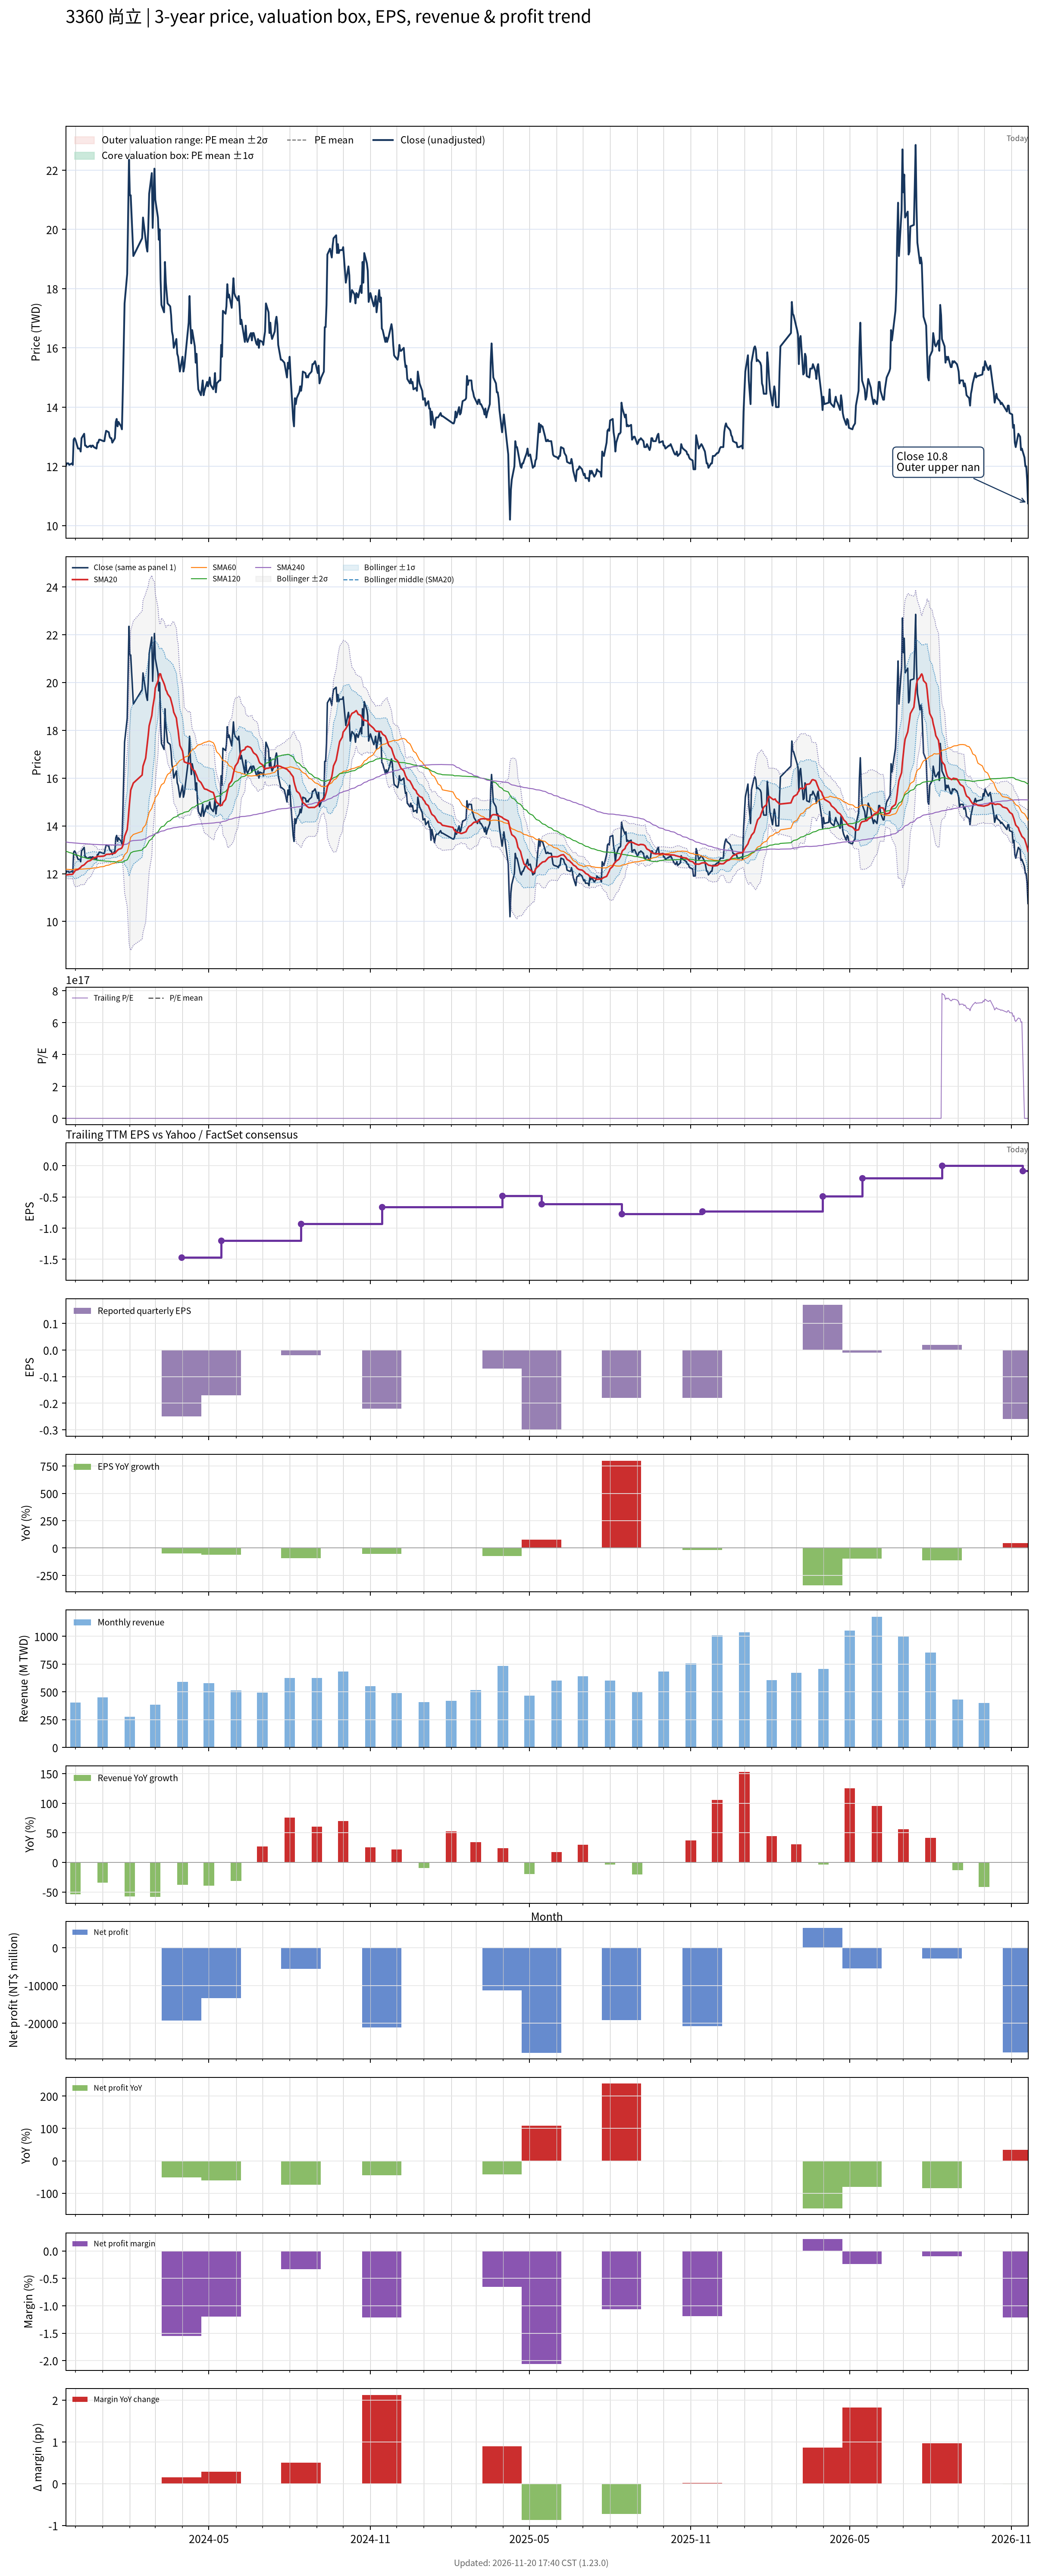 3360 尚立 | 3-year price, valuation box, EPS, revenue & profit trend
Outer valuation range: PE mean ±2σ
Core valuation box: PE mean ±1σ
PE mean
Close (unadjusted)
Today
Price (TWD)
22
20
18
16
14
12
10
Close 10.8
Outer upper nan
Close (same as panel 1)
SMA20
SMA60
SMA120
SMA240
Bollinger ±2σ
Bollinger ±1σ
Bollinger middle (SMA20)
Price
24
22
20
18
16
14
12
10
1e17
Trailing P/E
P/E mean
P/E
8
6
4
2
0
Trailing TTM EPS vs Yahoo / FactSet consensus
Today
EPS
0.0
-0.5
-1.0
-1.5
Reported quarterly EPS
EPS
0.1
0.0
-0.1
-0.2
-0.3
EPS YoY growth
YoY (%)
750
500
250
0
-250
Monthly revenue
Revenue (M TWD)
1000
750
500
250
0
Revenue YoY growth
YoY (%)
150
100
50
0
-50
Month
Net profit
Net profit (NT$ million)
0
-10000
-20000
Net profit YoY
YoY (%)
200
100
0
-100
Net profit margin
Margin (%)
0.0
-0.5
-1.0
-1.5
-2.0
Margin YoY change
Δ margin (pp)
2
1
0
-1
2024-05
2024-11
2025-05
2025-11
2026-05
2026-11
Updated: 2026-11-20 17:40 CST (1.23.0)